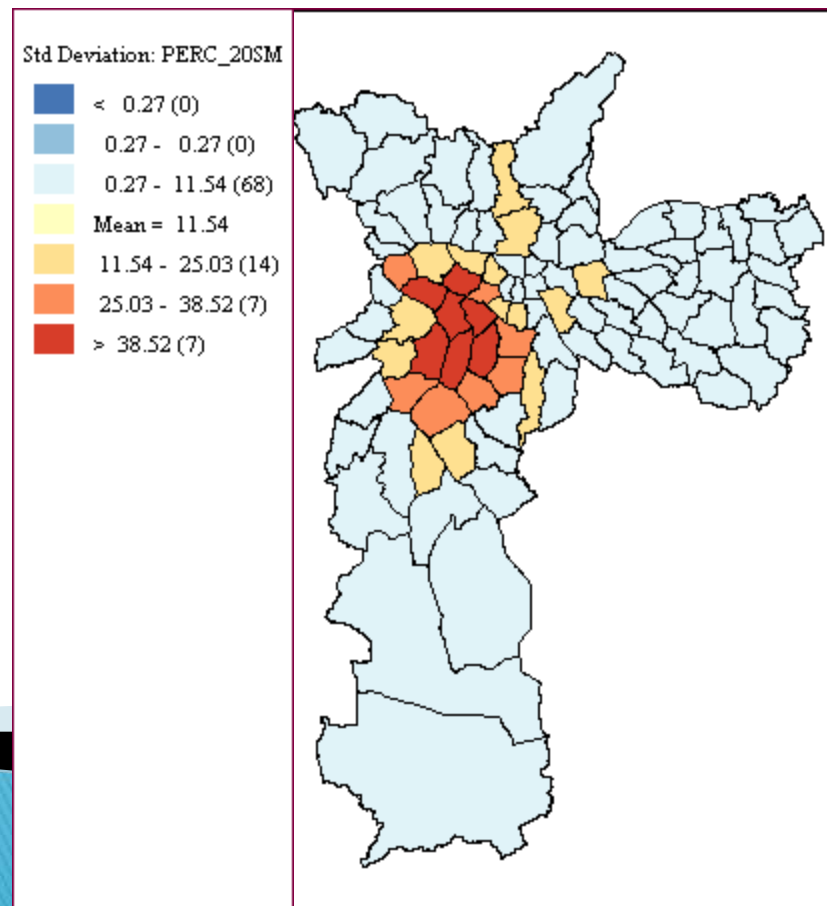 Std Deviation: PERC_20SM
< 0.27 (0)
0.27 - 0.27 (0)
0.27 - 11.54 (68)
Mean = 11.54
11.54 - 25.03 (14)
25.03 - 38.52 (7)
> 38.52 (7)